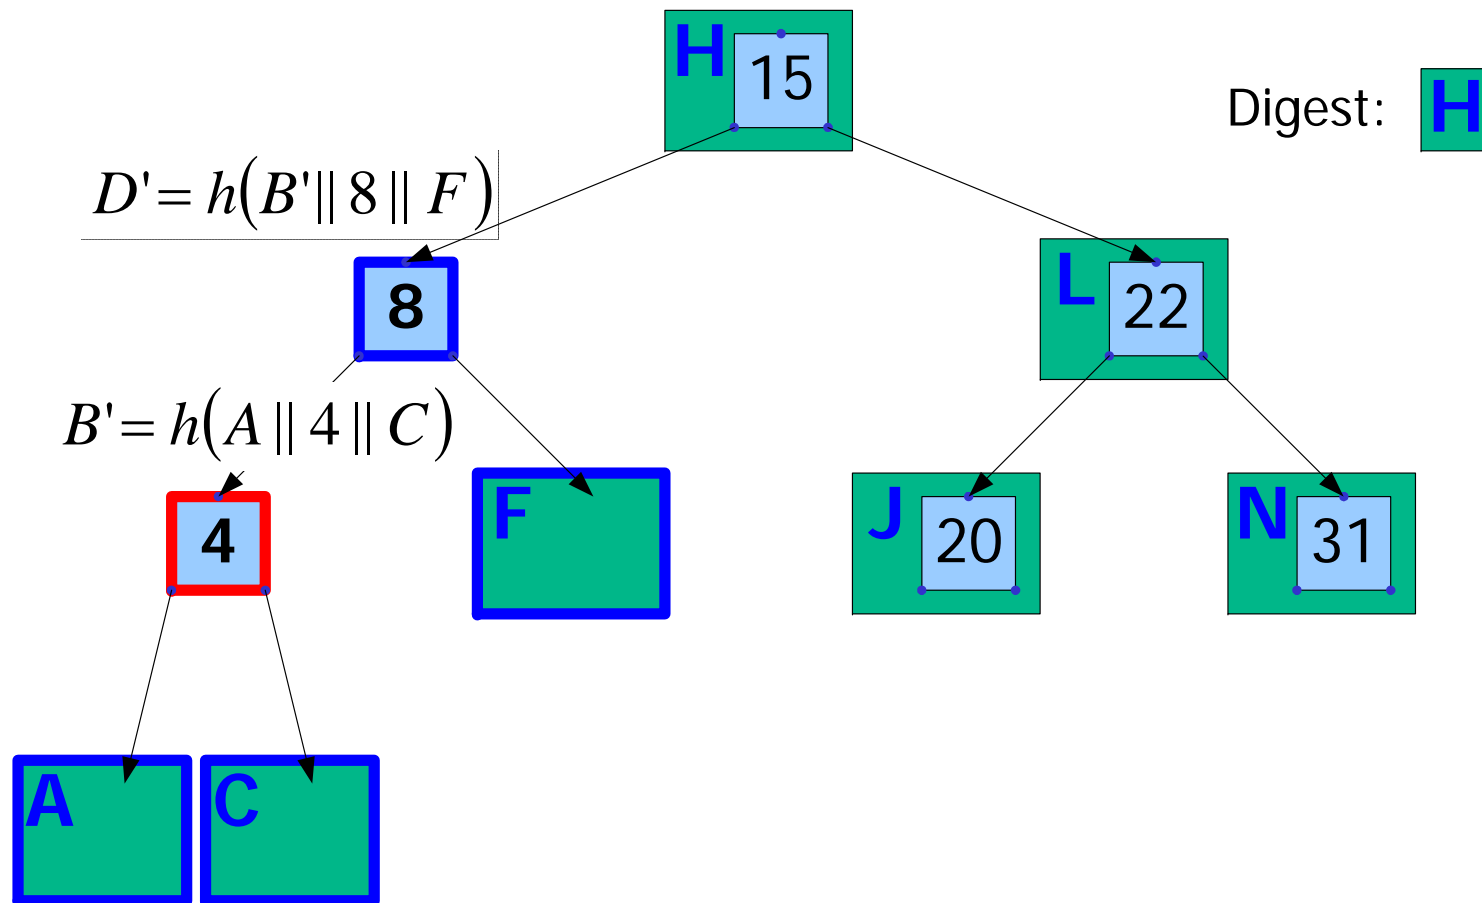 H 15
Digest: H
D'= h(B'|| 8 || F)
8
L 22
B'= h(A || 4 || C)
4
F
J 20
N 31
A
C